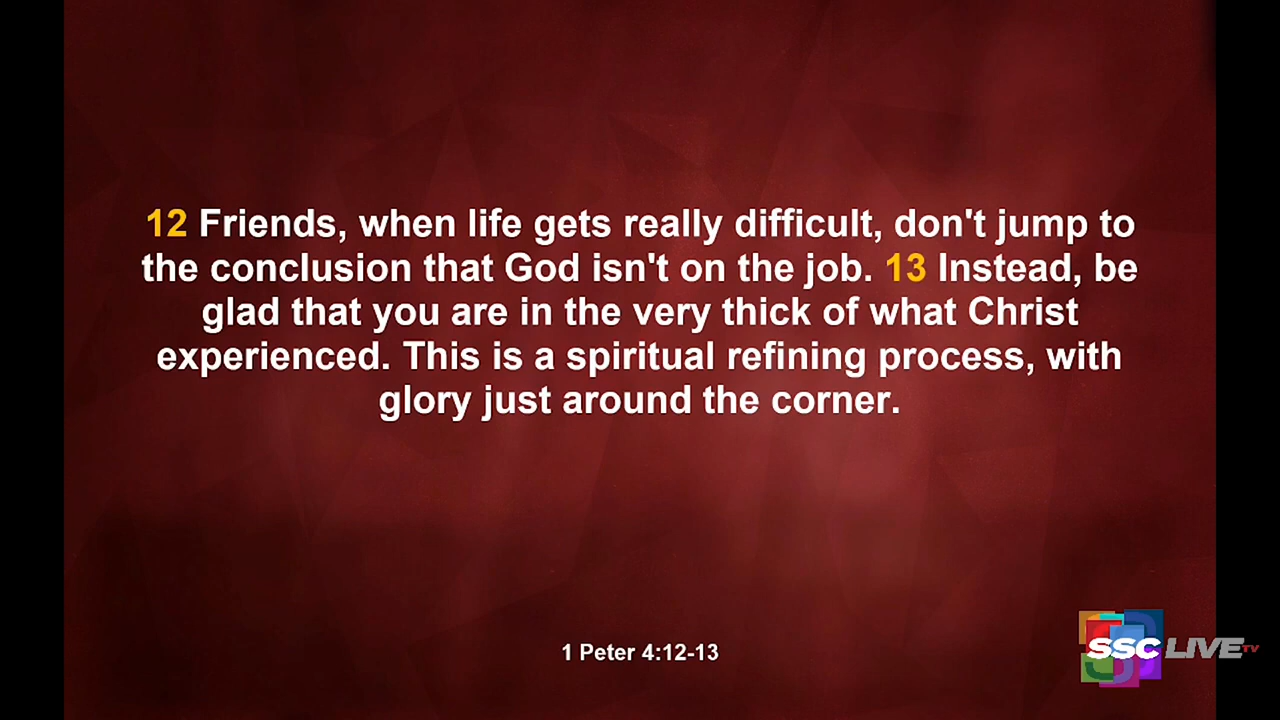 12 Friends, when life gets really difficult, don't jump to
the conclusion that God isn't on the job. 13 Instead, be
glad that you are in the very thick of what Christ
experienced. This is a spiritual refining process, with
glory just around the corner.
1 Peter 4:12-13
SSC LIVE TV